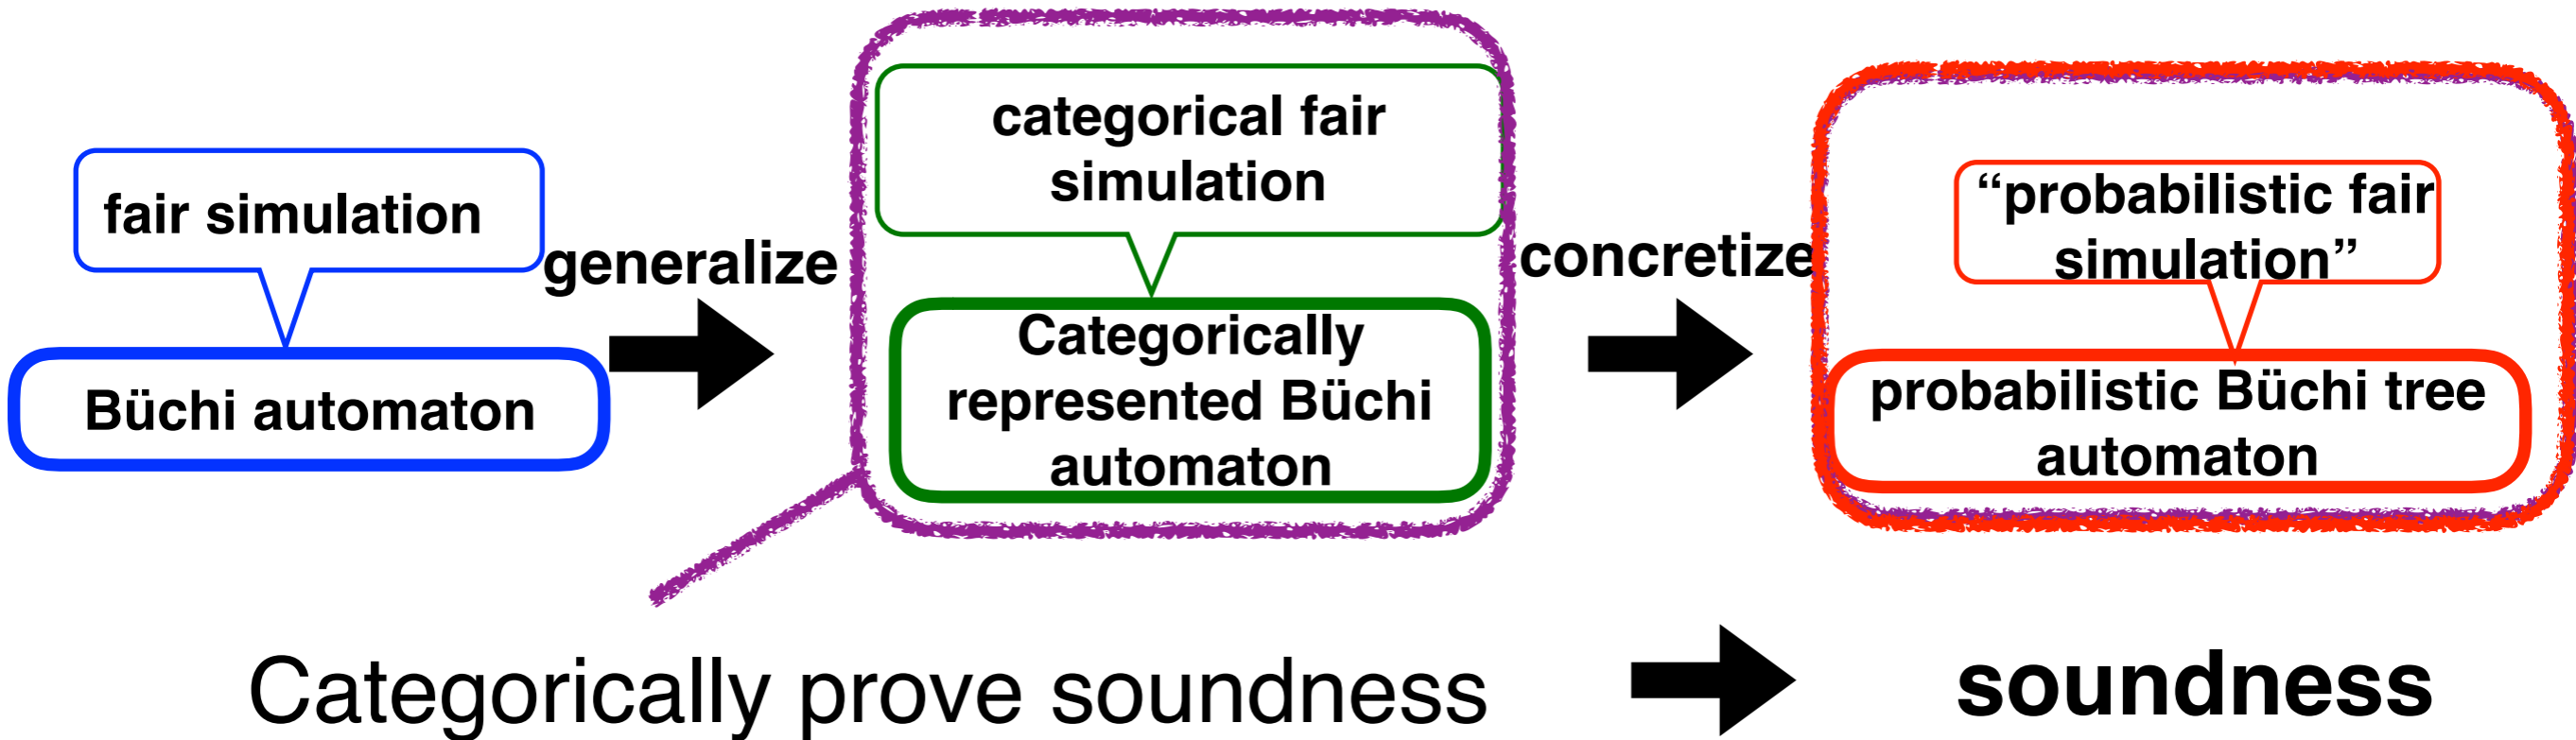 fair simulation
Büchi automaton
generalize
categorical fair
simulation
Categorically
represented Büchi
automaton
concretize
“probabilistic fair
simulation”
probabilistic Büchi tree
automaton
Categorically prove soundness
soundness